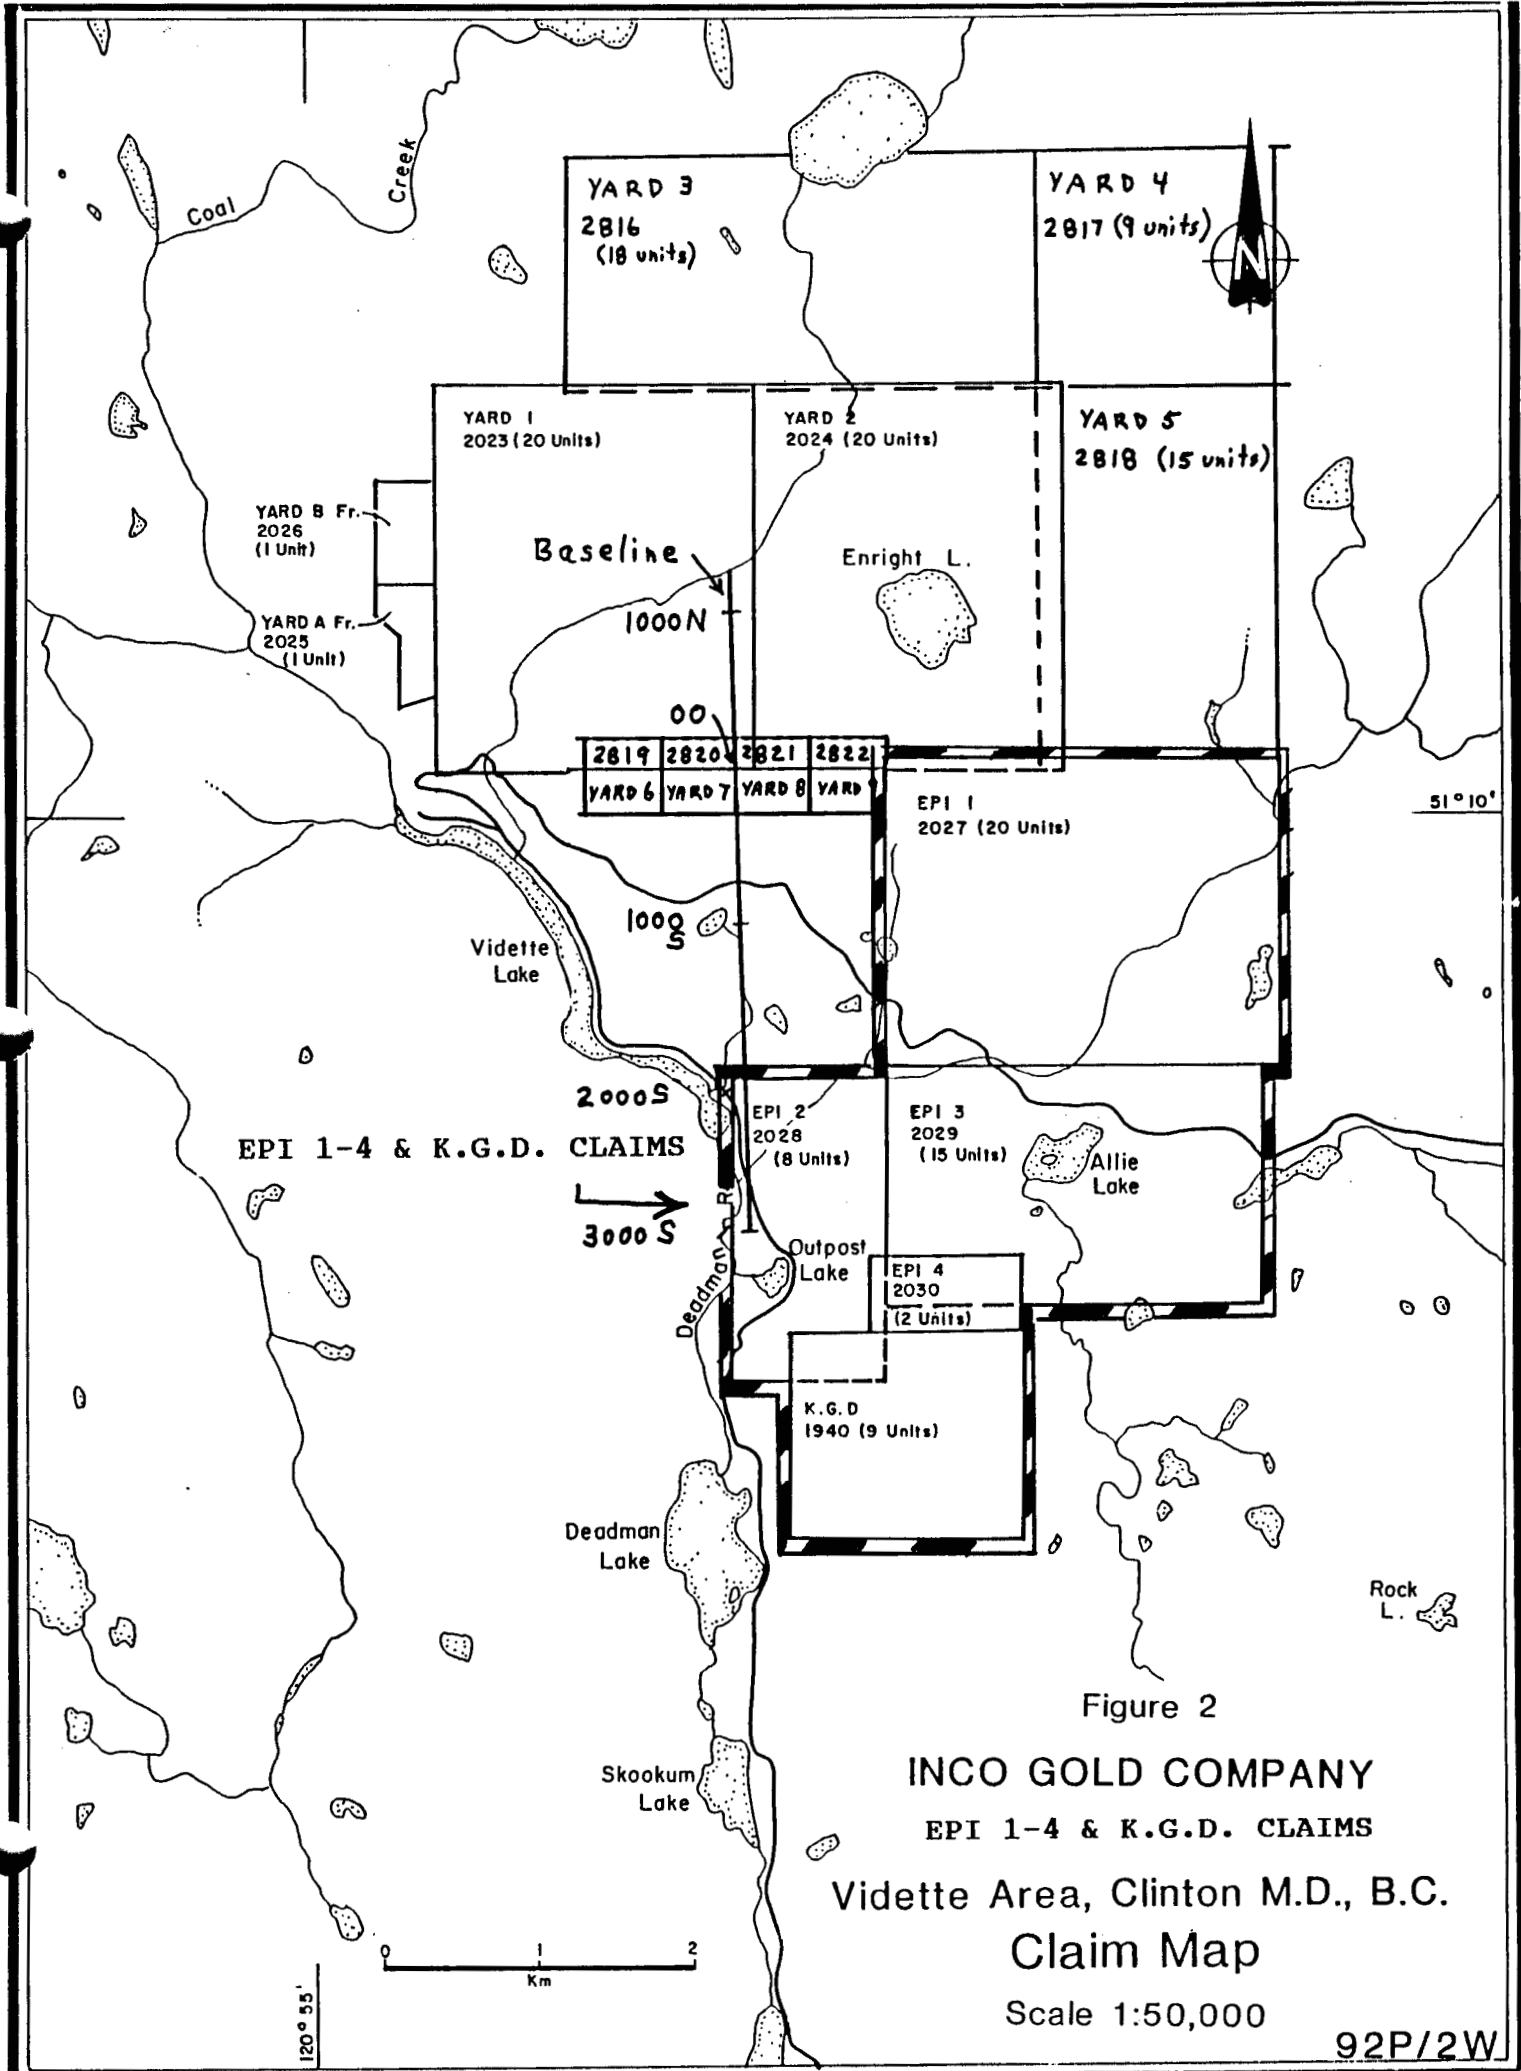 Coal
Creek
YARD 3
2816
(18 units)
YARD 4
2817 (9 units)
N
YARD 1
2023 (20 Units)
YARD 2
2024 (20 Units)
YARD 5
2818 (15 units)
YARD B Fr.
2026
(1 Unit)
Baseline
Enright L.
1000N
YARD A Fr.
2025
(1 Unit)
00
2819
2820
2821
2822
YARD 6
YARD 7
YARD 8
YARD
EPI 1
2027 (20 Units)
51° 10'
1000
S
Vidette
Lake
2000S
EPI 2
2028
(8 Units)
EPI 3
2029
(15 Units)
Allie
Lake
EPI 1-4 & K.G.D. CLAIMS
3000 S
Deadman R
Outpost
Lake
EPI 4
2030
(2 Units)
K.G.D
1940 (9 Units)
Deadman
Lake
Rock
L.
Figure 2
INCO GOLD COMPANY
EPI 1-4 & K.G.D. CLAIMS
Skookum
Lake
Vidette Area, Clinton M.D., B.C.
Claim Map
0 1 2
Km
Scale 1:50,000
120° 55'
92P/2W